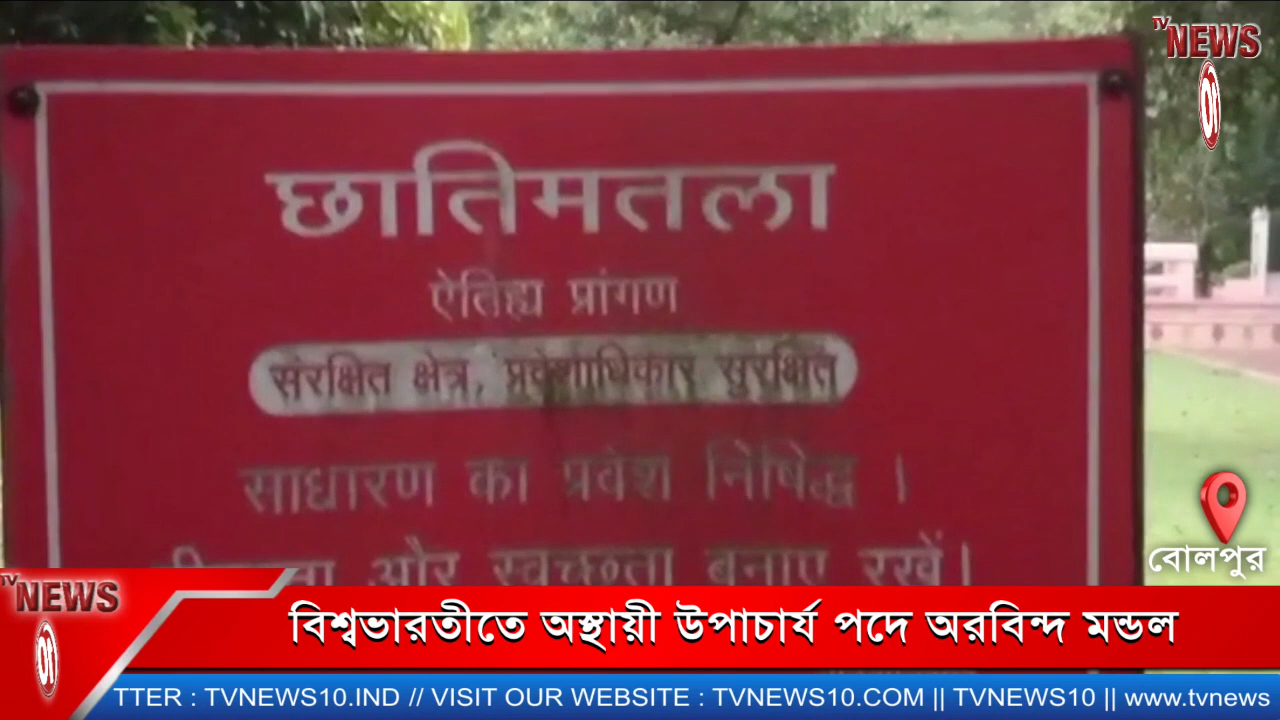 TV NEWS
छातिमतला
ऐतिह्य प्रांगण
संरक्षित क्षेत्र, प्रवेशाधिकार सुरक्षित
साधारण का प्रवेश निषिद्ध ।
और स्वच्छता बनाए रखें।
বোলপুর
TV NEWS
বিশ্বভারতীতে অস্থায়ী উপাচার্য পদে অরবিন্দ মন্ডল
TTER : TVNEWS10.IND // VISIT OUR WEBSITE : TVNEWS10.COM || TVNEWS10 || www.tvnews